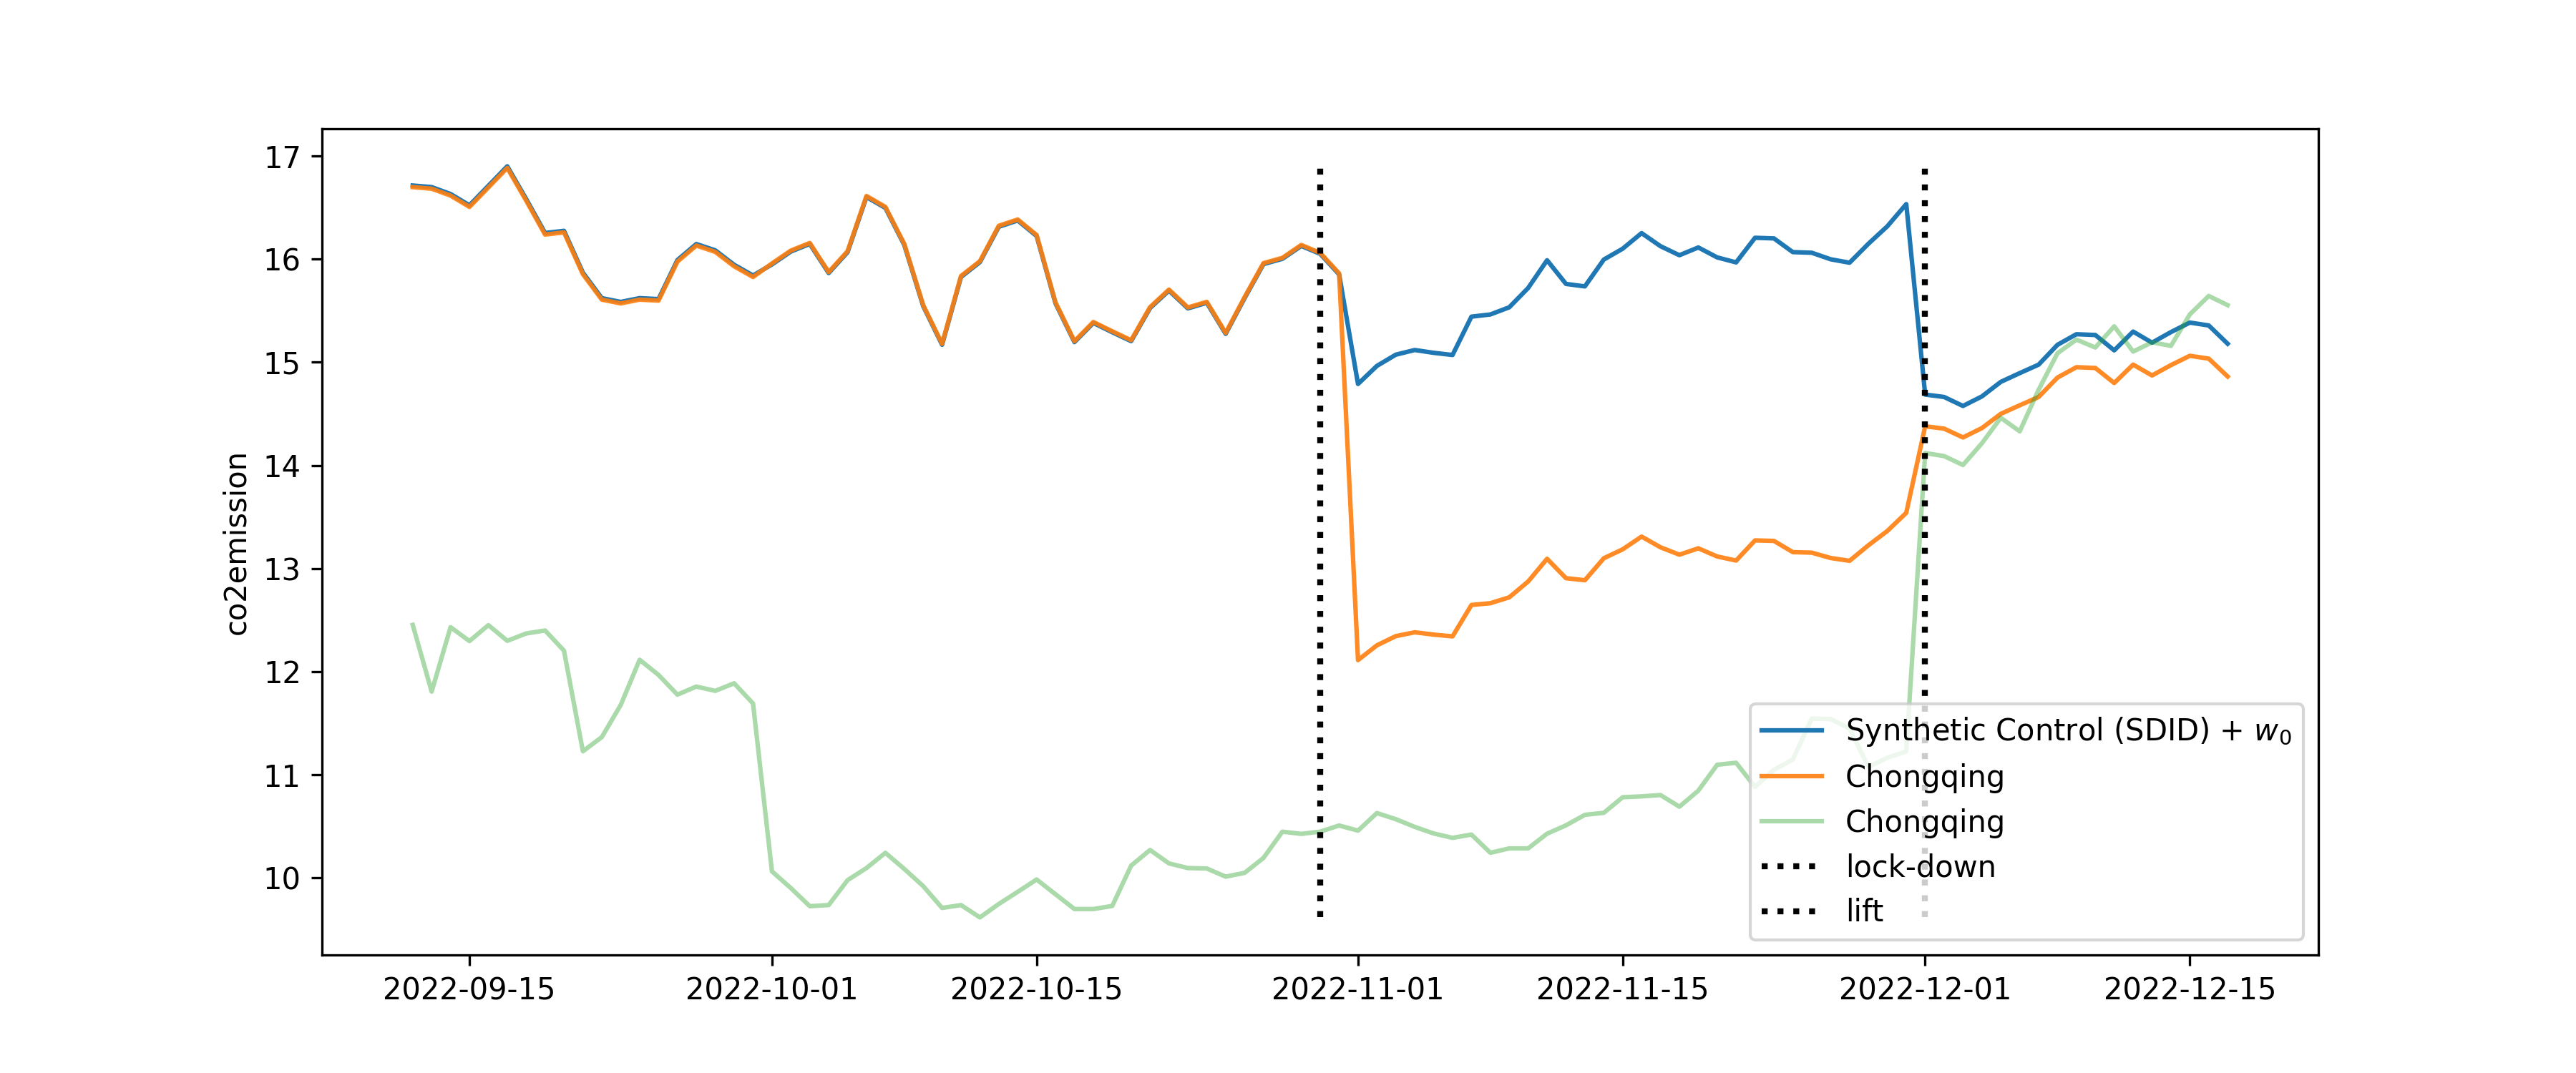 co2emission
17
16
15
14
13
12
11
10
2022-09-15
2022-10-01
2022-10-15
2022-11-01
2022-11-15
2022-12-01
2022-12-15
Synthetic Control (SDID) + w₀
Chongqing
Chongqing
lock-down
lift